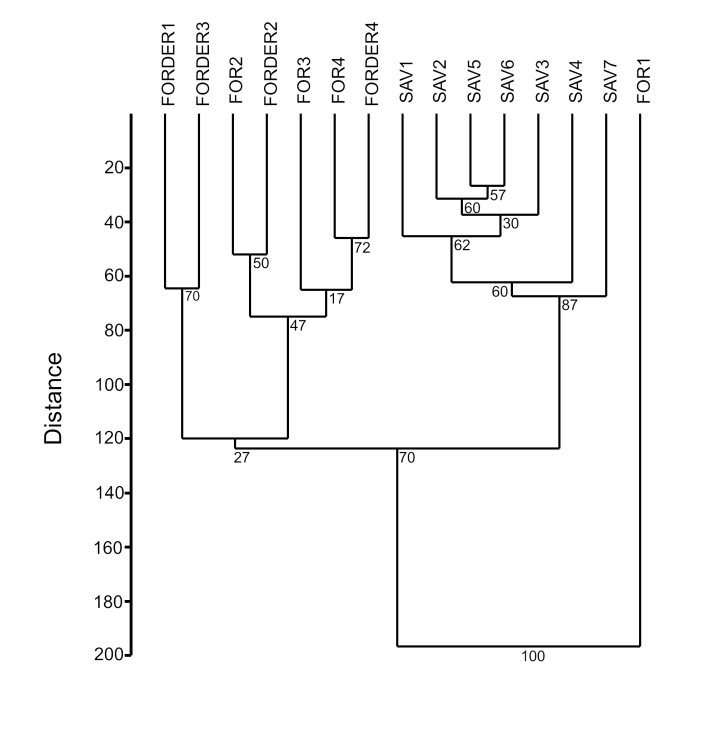 FORDER1
FORDER3
FOR2
FORDER2
FOR3
FOR4
FORDER4
SAV1
SAV2
SAV5
SAV6
SAV3
SAV4
SAV7
FOR1
20
40
60
80
100
120
140
160
180
200
Distance
57
60
30
62
72
50
60
87
70
17
47
27
70
100